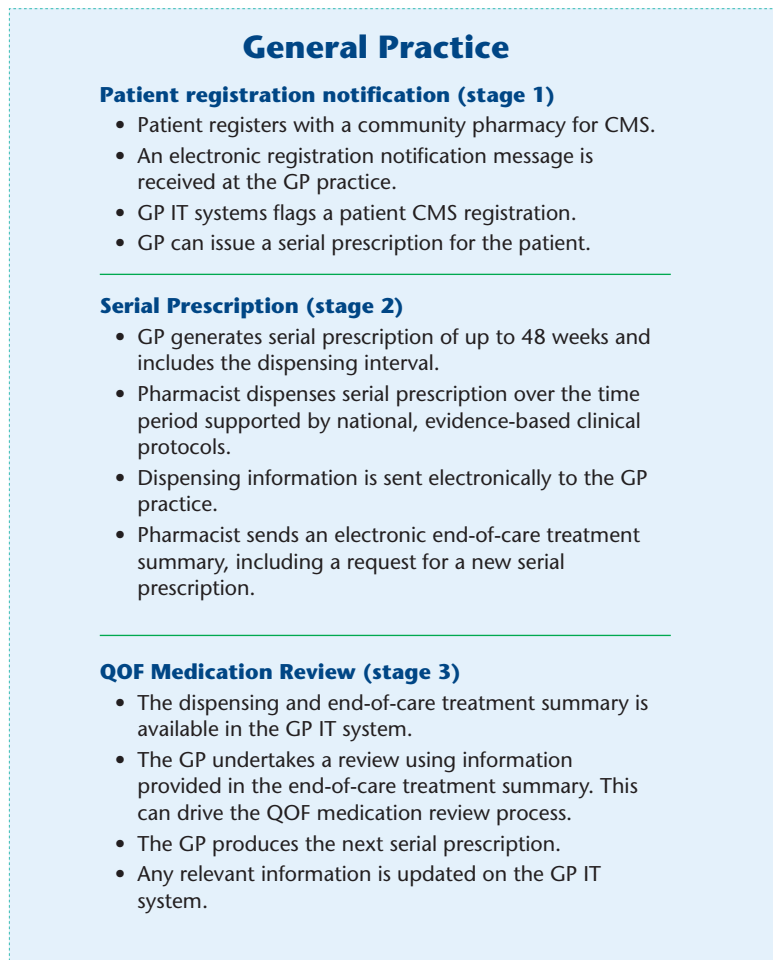 General Practice
Patient registration notification (stage 1)
• Patient registers with a community pharmacy for CMS.
• An electronic registration notification message is
received at the GP practice.
• GP IT systems flags a patient CMS registration.
• GP can issue a serial prescription for the patient.
Serial Prescription (stage 2)
• GP generates serial prescription of up to 48 weeks and
includes the dispensing interval.
• Pharmacist dispenses serial prescription over the time
period supported by national, evidence-based clinical
protocols.
• Dispensing information is sent electronically to the GP
practice.
• Pharmacist sends an electronic end-of-care treatment
summary, including a request for a new serial
prescription.
QOF Medication Review (stage 3)
• The dispensing and end-of-care treatment summary is
available in the GP IT system.
• The GP undertakes a review using information
provided in the end-of-care treatment summary. This
can drive the QOF medication review process.
• The GP produces the next serial prescription.
• Any relevant information is updated on the GP IT
system.